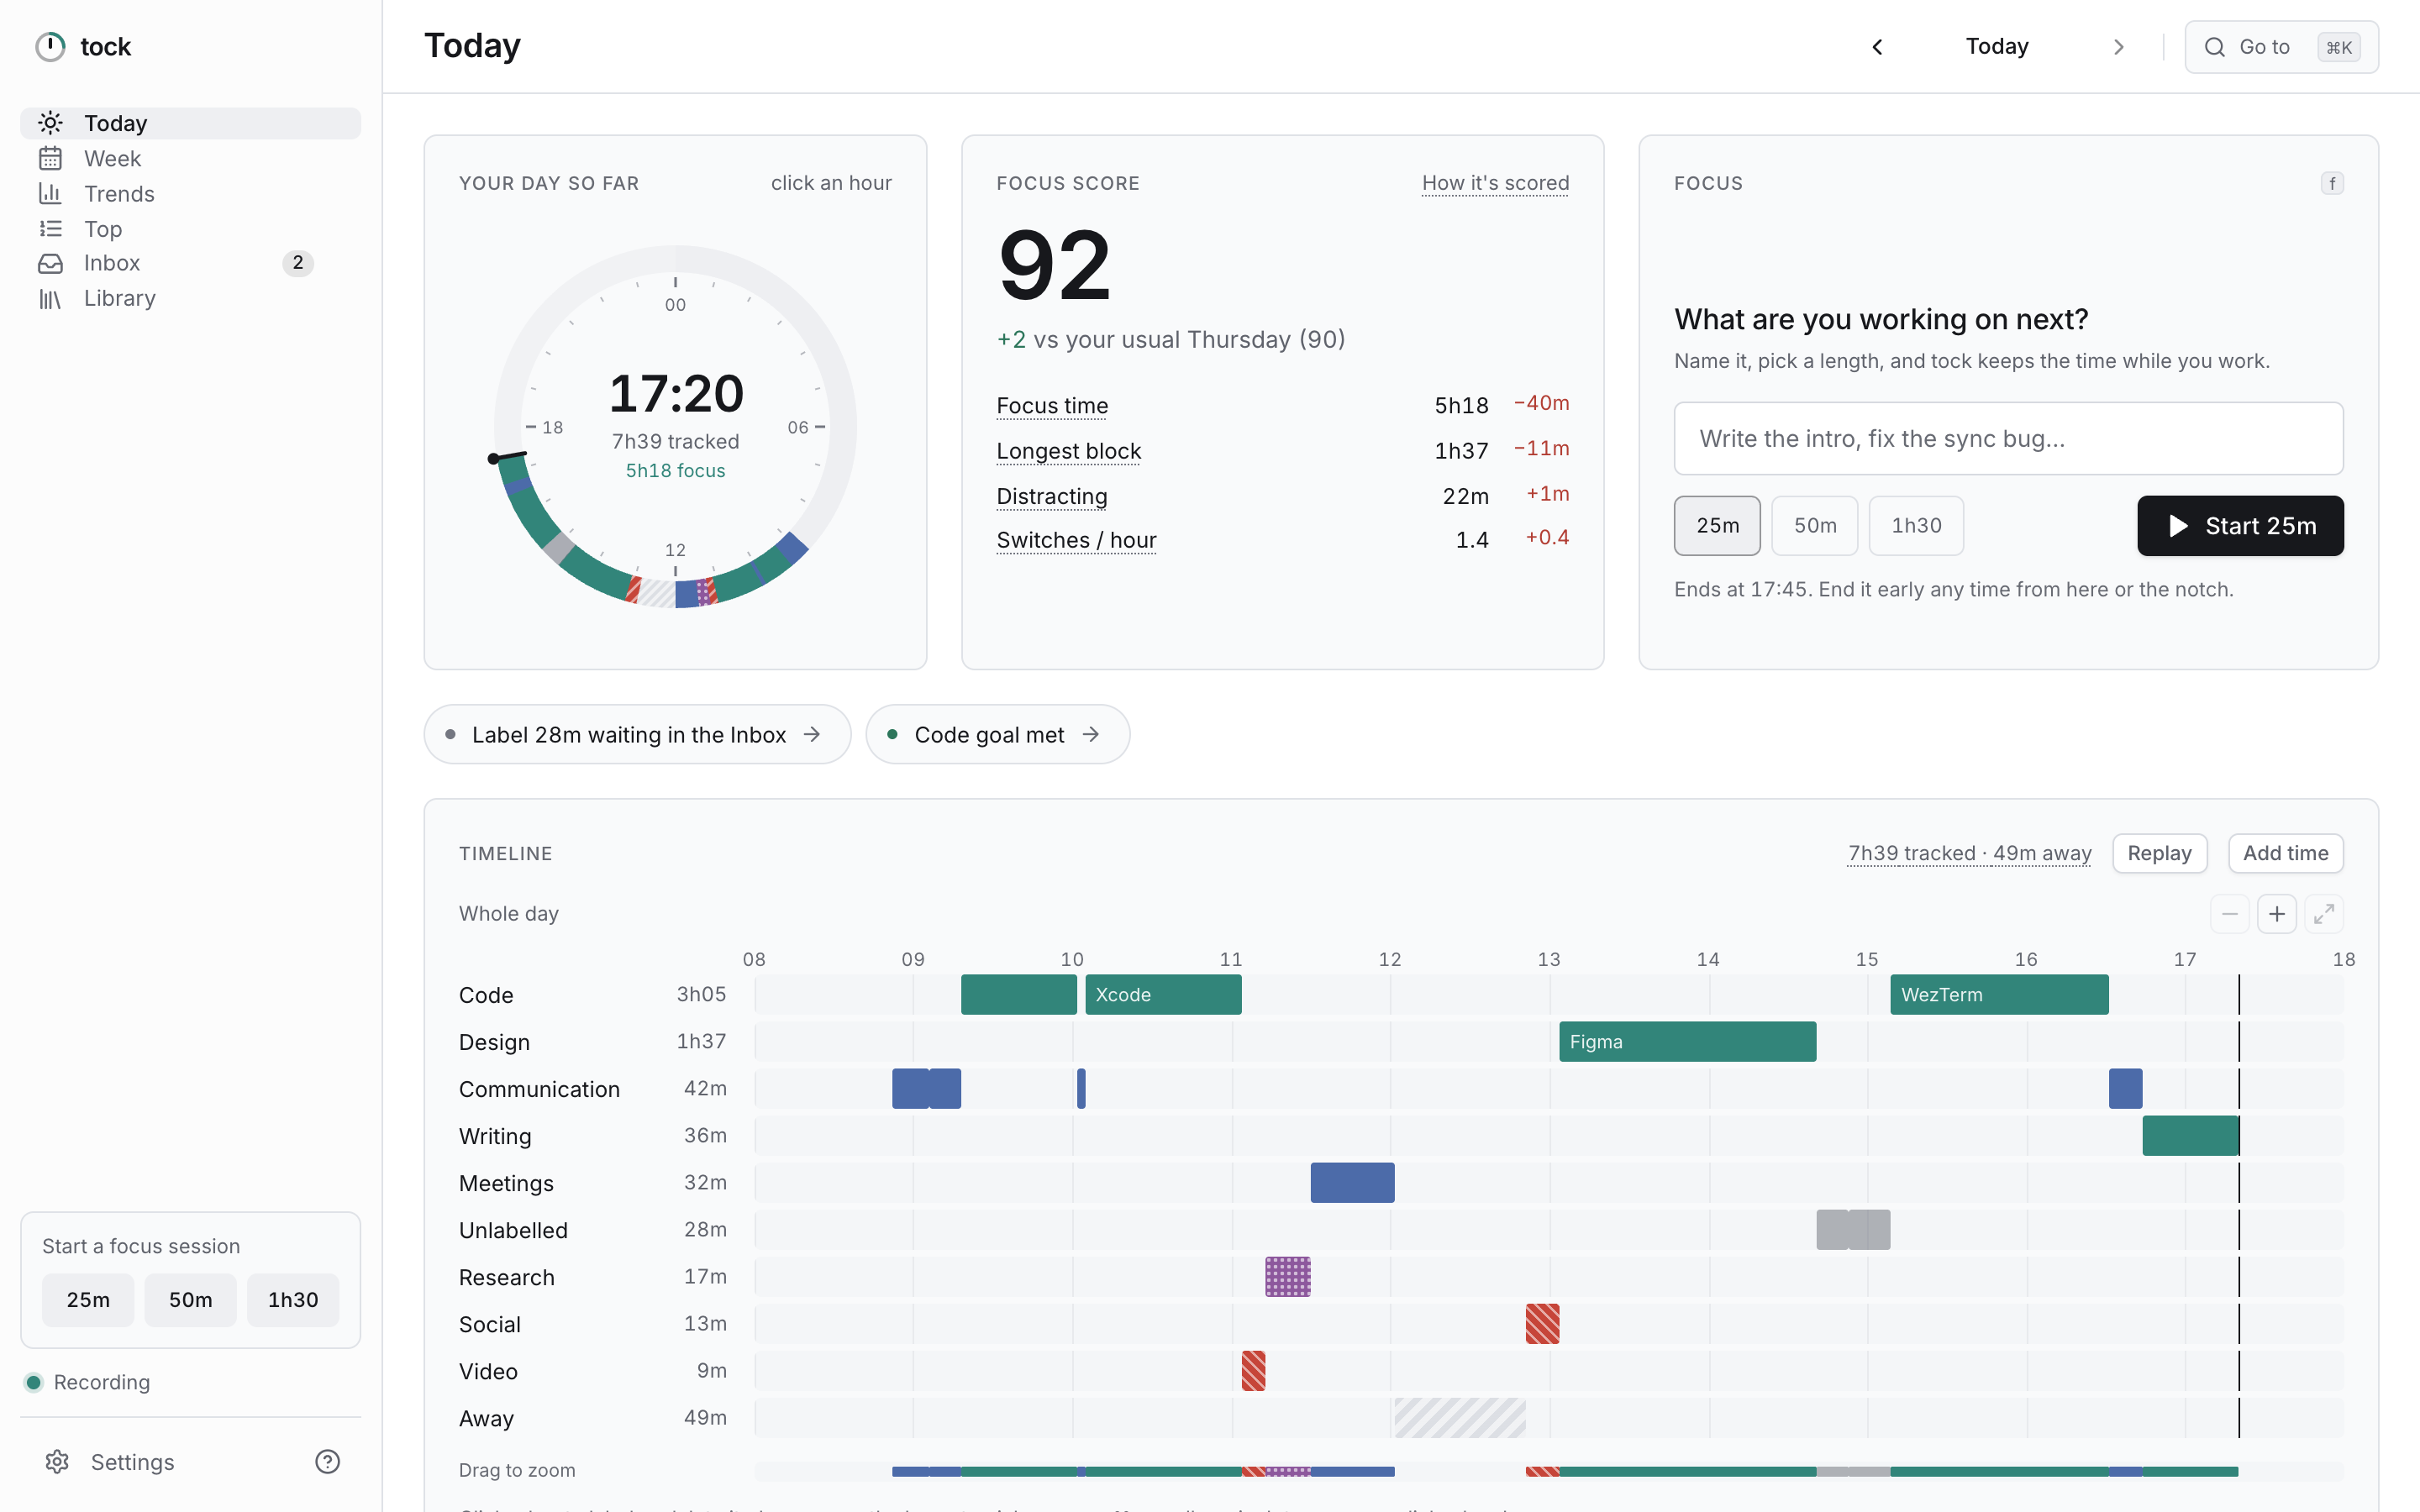 tock
Today
Week
Trends
Top
Inbox 2
Library
Start a focus session
25m 50m 1h30
Recording
Settings
Today
Today
Go to ⌘K
YOUR DAY SO FAR click an hour
00
17:20
18 7h39 tracked 06
5h18 focus
12
FOCUS SCORE How it's scored
92
+2 vs your usual Thursday (90)
Focus time 5h18 −40m
Longest block 1h37 −11m
Distracting 22m +1m
Switches / hour 1.4 +0.4
FOCUS f
What are you working on next?
Name it, pick a length, and tock keeps the time while you work.
Write the intro, fix the sync bug...
25m 50m 1h30 Start 25m
Ends at 17:45. End it early any time from here or the notch.
Label 28m waiting in the Inbox →
Code goal met →
TIMELINE 7h39 tracked · 49m away Replay Add time
Whole day
08 09 10 11 12 13 14 15 16 17 18
Code 3h05 Xcode WezTerm
Design 1h37 Figma
Communication 42m
Writing 36m
Meetings 32m
Unlabelled 28m
Research 17m
Social 13m
Video 9m
Away 49m
Drag to zoom